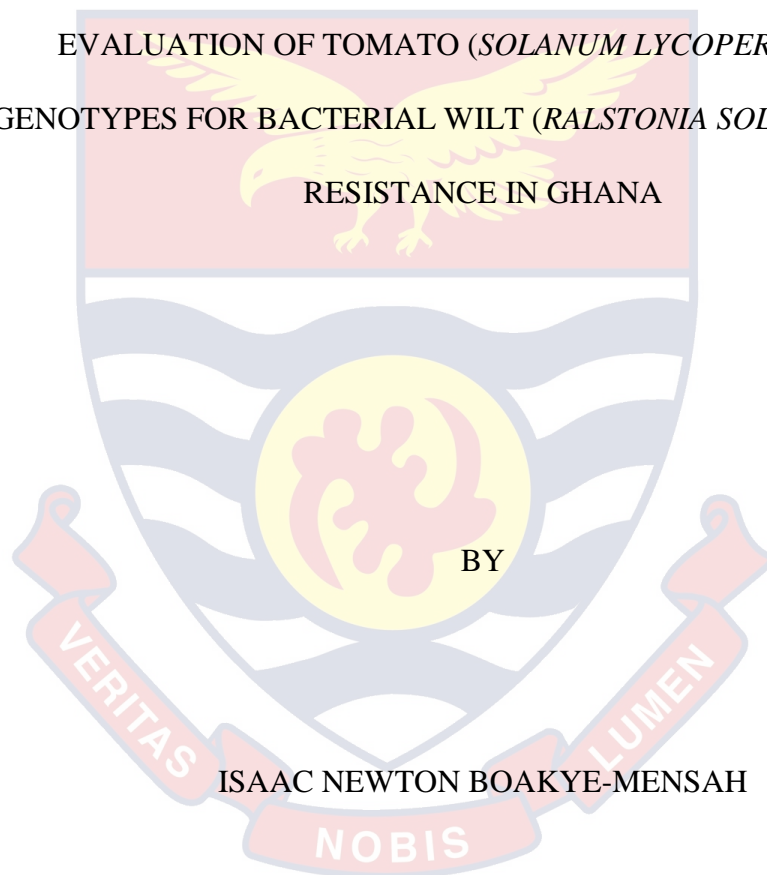 EVALUATION OF TOMATO (SOLANUM LYCOPER
GENOTYPES FOR BACTERIAL WILT (RALSTONIA SOL
RESISTANCE IN GHANA
BY
ISAAC NEWTON BOAKYE-MENSAH
VERITAS
NOBIS
LUMEN